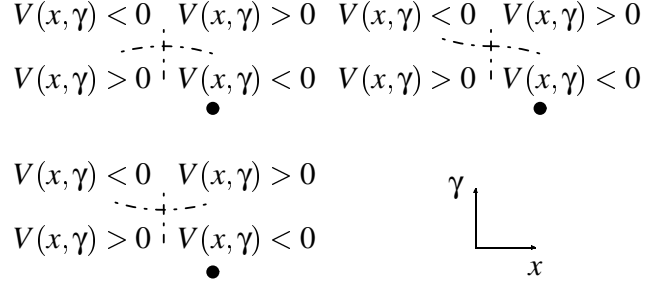 V(x,γ) < 0 V(x,γ) > 0 V(x,γ) < 0 V(x,γ) > 0
V(x,γ) > 0 V(x,γ) < 0 V(x,γ) > 0 V(x,γ) < 0
V(x,γ) < 0 V(x,γ) > 0
γ
V(x,γ) > 0 V(x,γ) < 0
x